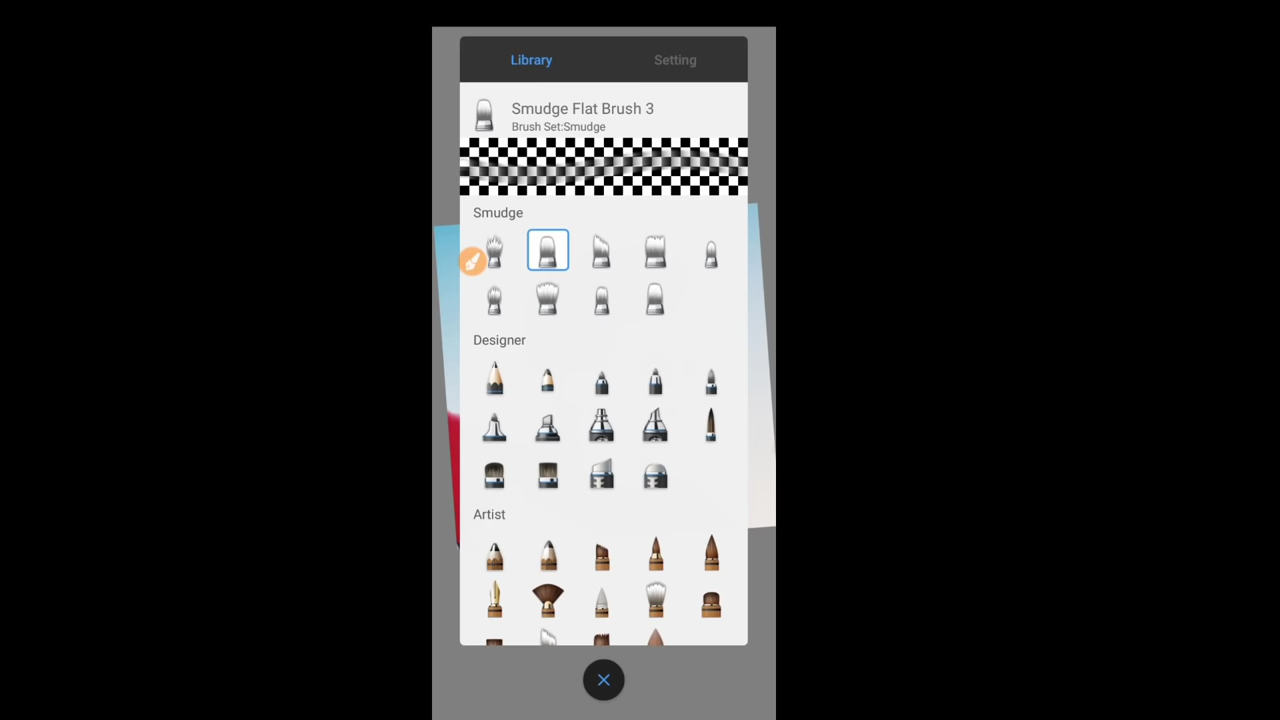 Library
Setting
Smudge Flat Brush 3
Brush Set:Smudge
Smudge
Designer
Artist